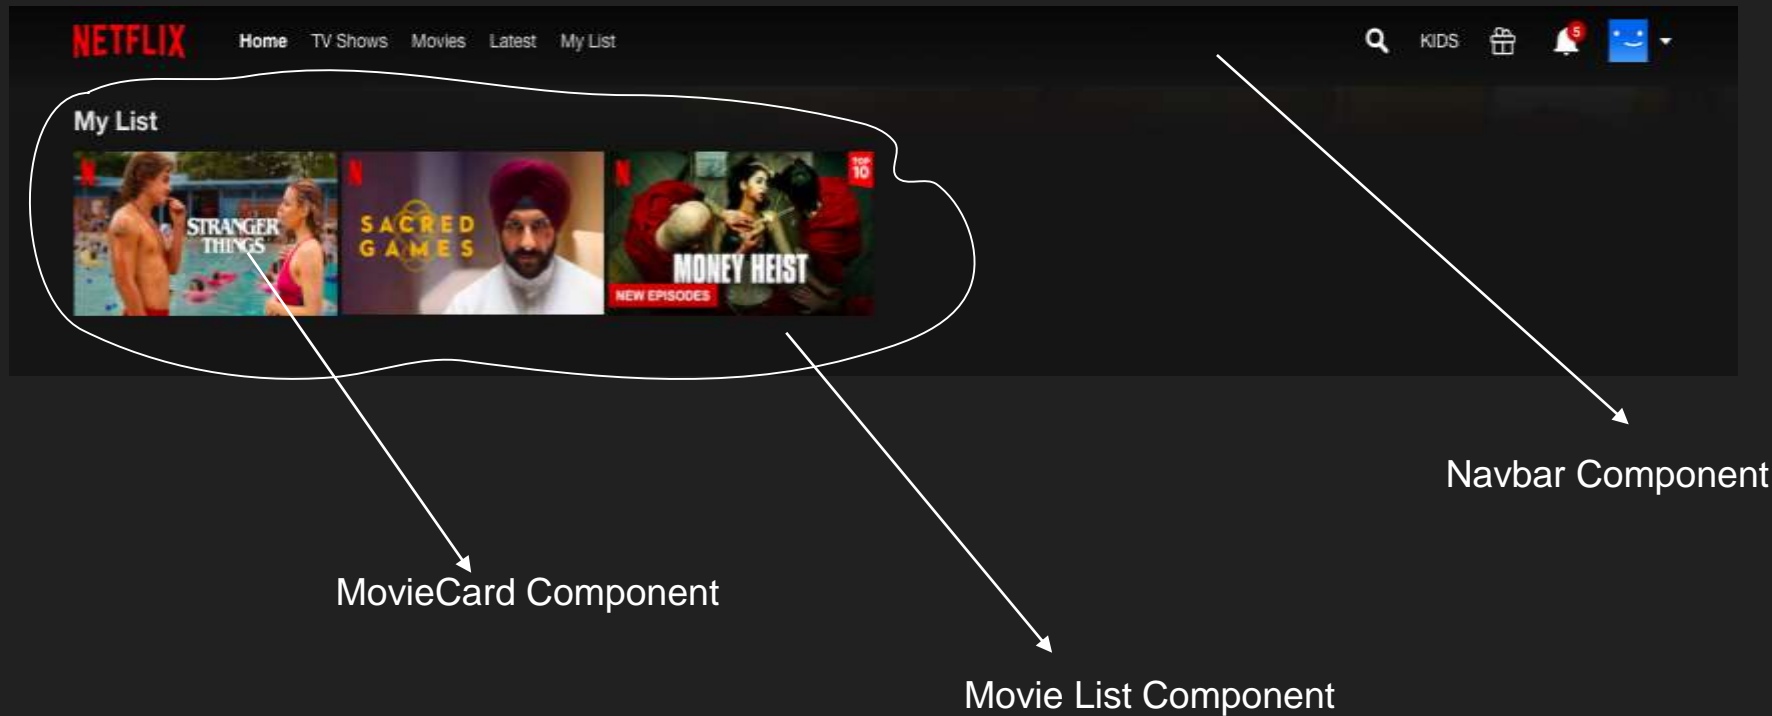 NETFLIX Home TV Shows Movies Latest My List KIDS 5
My List
N
STRANGER
THINGS
N
SACRED
GAMES
N
TOP
10
MONEY HEIST
NEW EPISODES
Navbar Component
MovieCard Component
Movie List Component